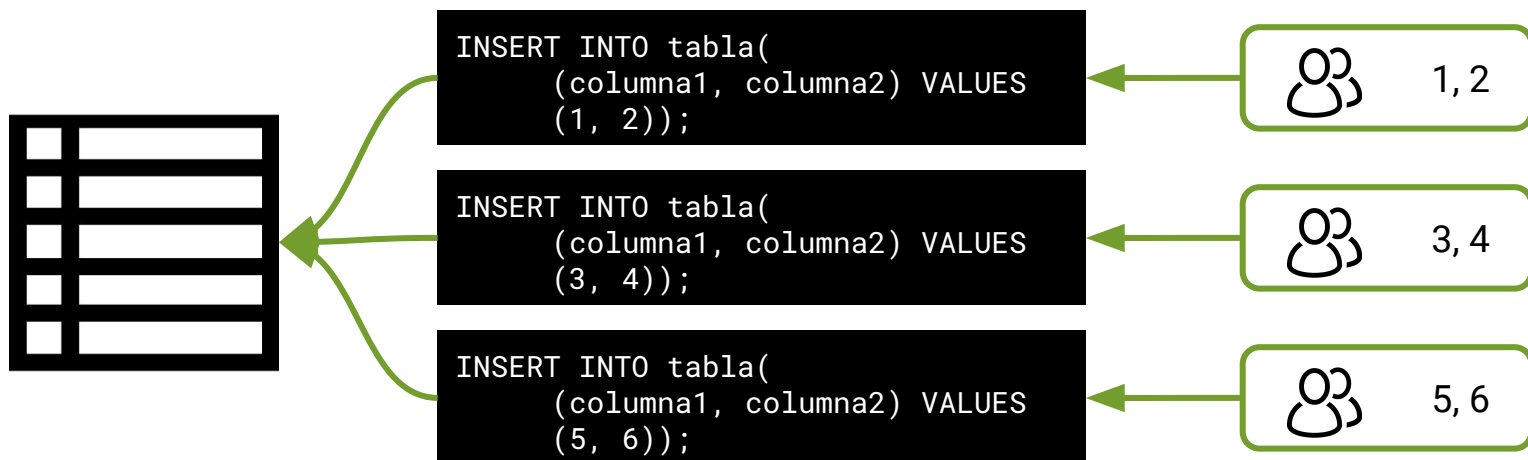 INSERT INTO tabla(
(columna1, columna2) VALUES
(1, 2));
1, 2
INSERT INTO tabla(
(columna1, columna2) VALUES
(3, 4));
3, 4
INSERT INTO tabla(
(columna1, columna2) VALUES
(5, 6));
5, 6